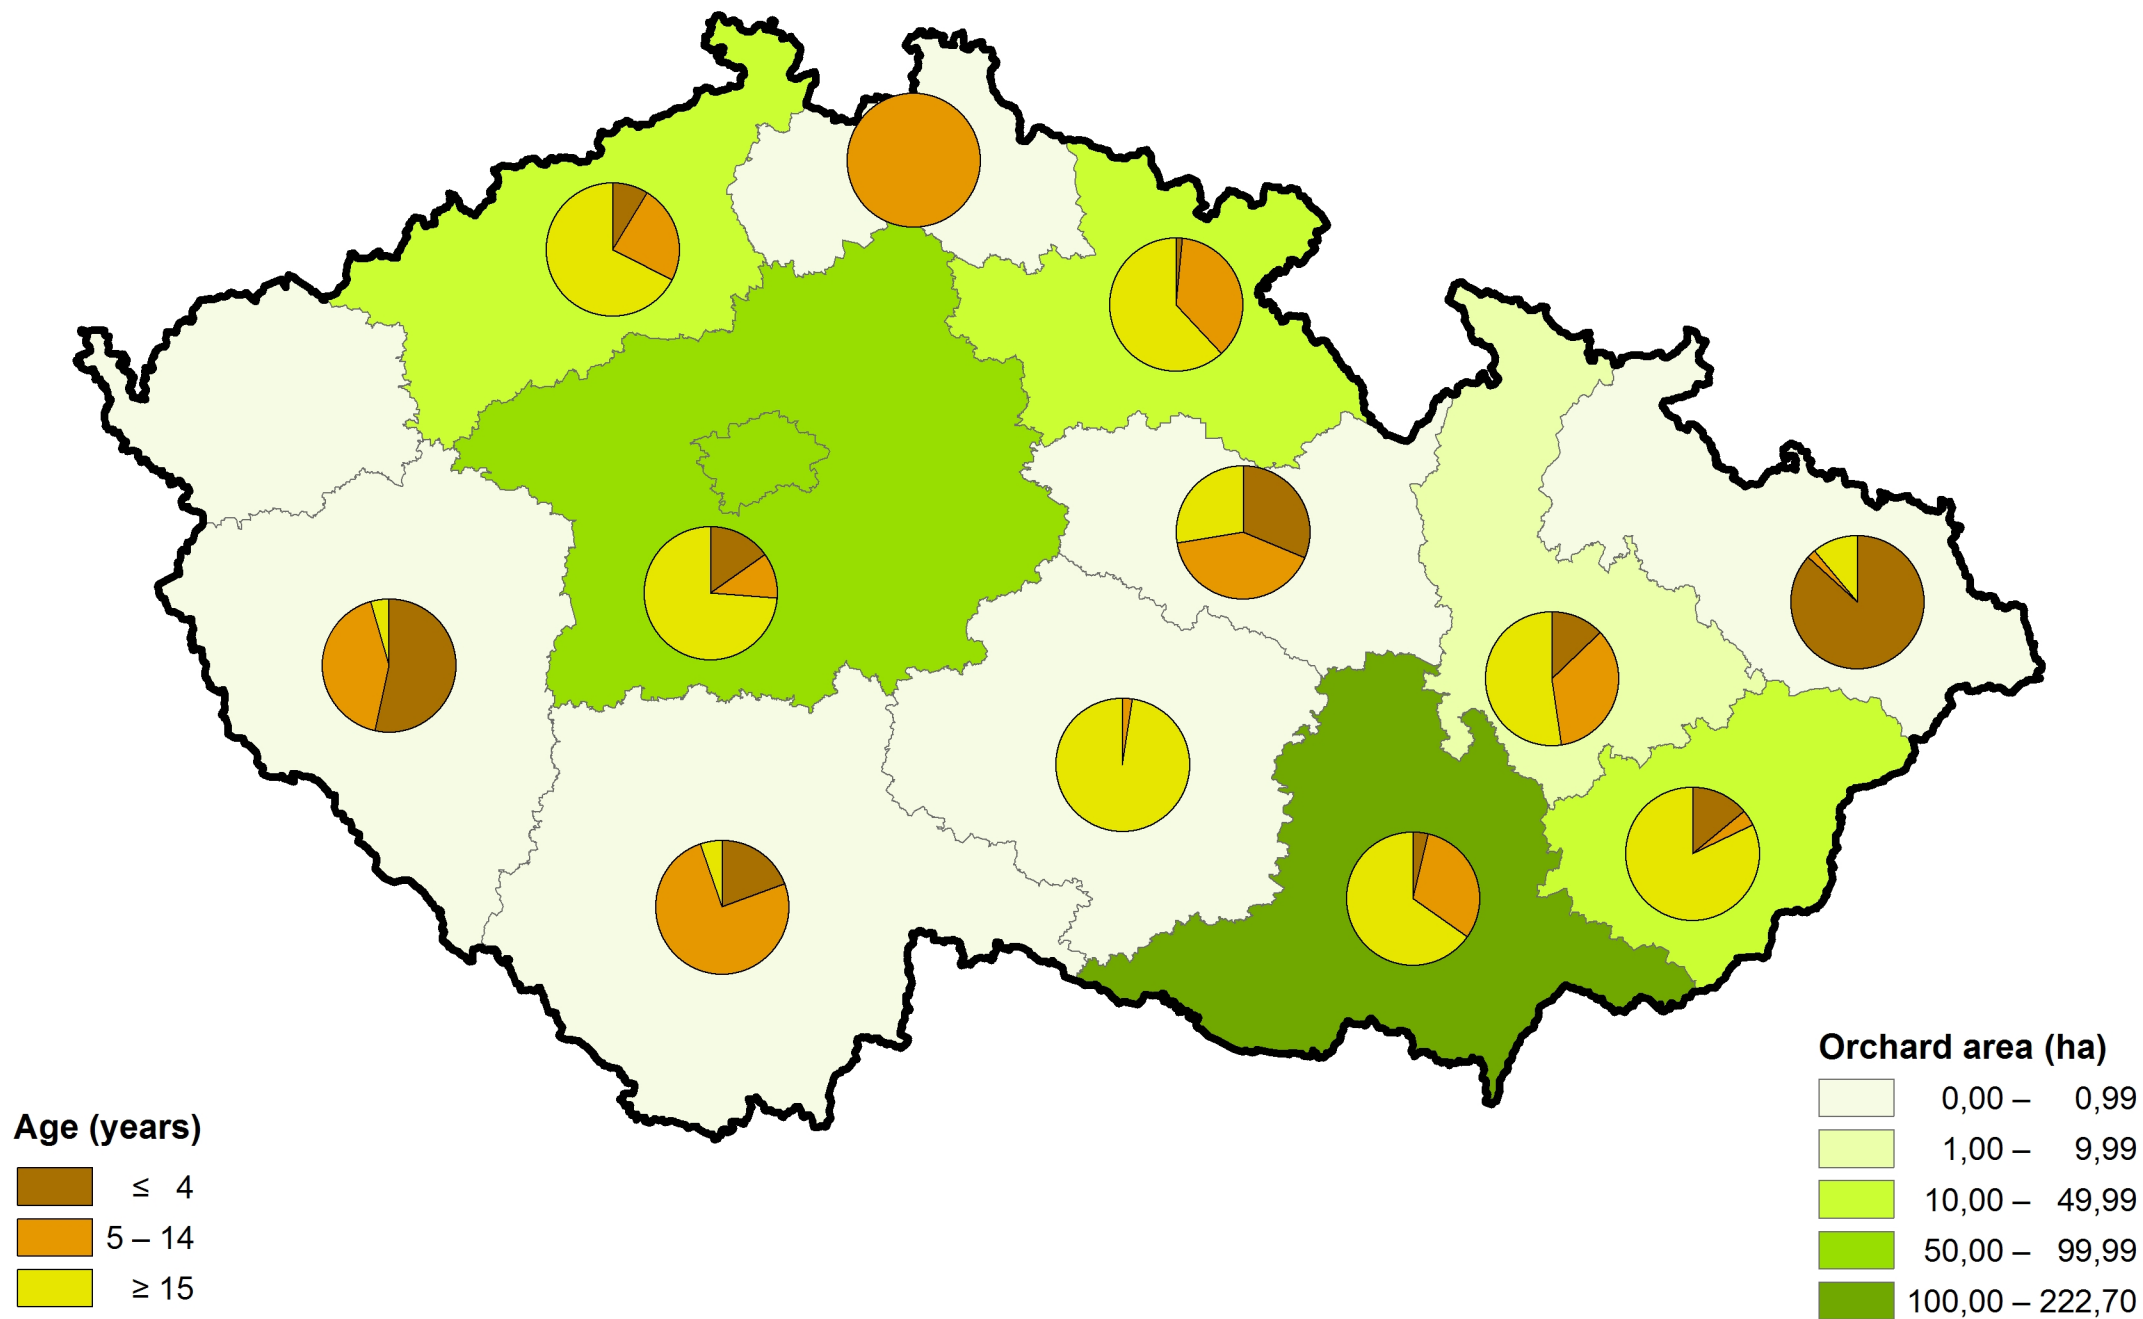 Age (years)
≤ 4
5 – 14
≥ 15
Orchard area (ha)
0,00 – 0,99
1,00 – 9,99
10,00 – 49,99
50,00 – 99,99
100,00 – 222,70